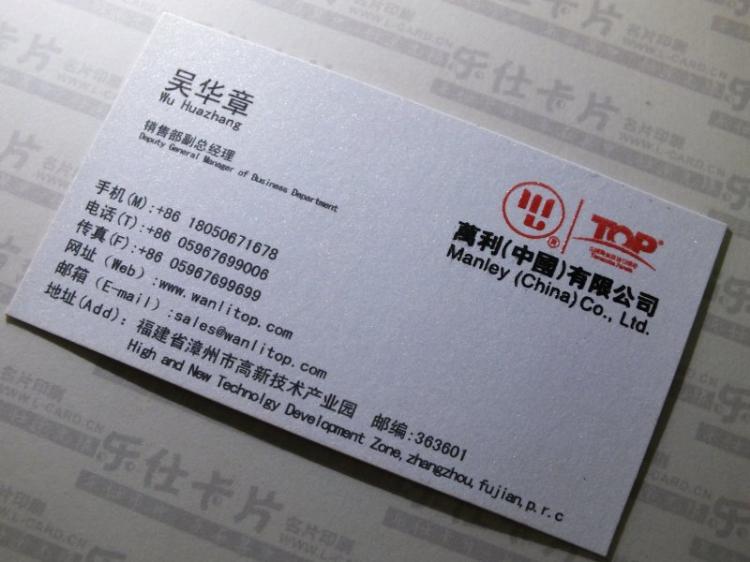 吴华章
Wu Huazhang
销售部副总经理
Deputy General Manager of Business Department
手机(M):+86 18050671678
电话(T):+86 05967699006
传真(F):+86 05967699699
网址 (Web) :www.wanlitop.com
邮箱 (E-mail) :sales@wanlitop.com
地址(Add): 福建省漳州市高新技术产业园 邮编:363601
High and New Technolgy Development Zone,zhangzhou,fujian,p.r.c
TOP®
萬利(中國)有限公司
Manley (China) Co., Ltd.
乐仕卡片
名片印刷
WWW.L-CARD.CN